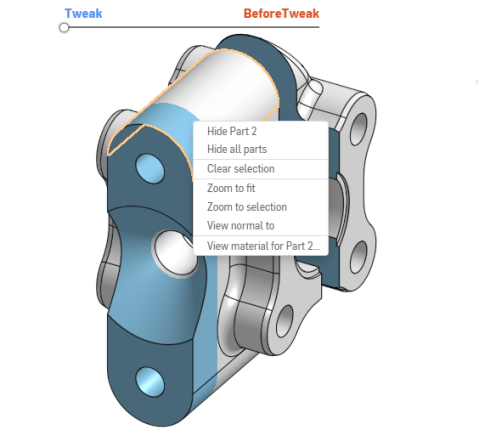 Tweak BeforeTweak
Hide Part 2
Hide all parts
Clear selection
Zoom to fit
Zoom to selection
View normal to
View material for Part 2...